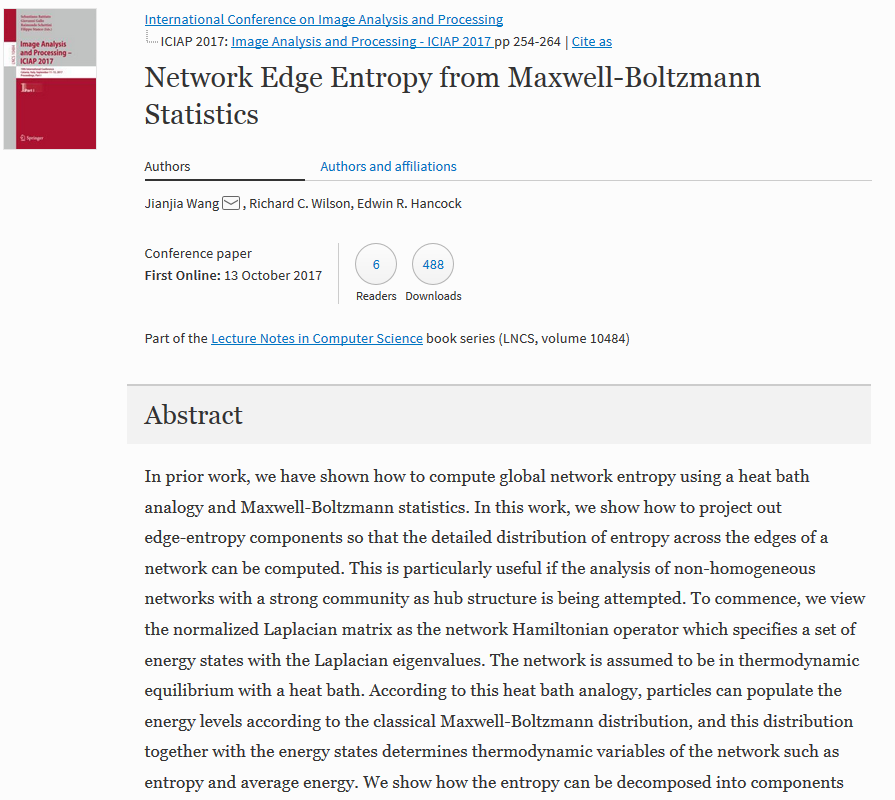 Image Analysis
and Processing –
ICIAP 2017
Springer
International Conference on Image Analysis and Processing
ICIAP 2017: Image Analysis and Processing - ICIAP 2017 pp 254-264 | Cite as
Network Edge Entropy from Maxwell-Boltzmann
Statistics
Authors Authors and affiliations
Jianjia Wang , Richard C. Wilson, Edwin R. Hancock
Conference paper
First Online: 13 October 2017
6 488
Readers Downloads
Part of the Lecture Notes in Computer Science book series (LNCS, volume 10484)
Abstract
In prior work, we have shown how to compute global network entropy using a heat bath
analogy and Maxwell-Boltzmann statistics. In this work, we show how to project out
edge-entropy components so that the detailed distribution of entropy across the edges of a
network can be computed. This is particularly useful if the analysis of non-homogeneous
networks with a strong community as hub structure is being attempted. To commence, we view
the normalized Laplacian matrix as the network Hamiltonian operator which specifies a set of
energy states with the Laplacian eigenvalues. The network is assumed to be in thermodynamic
equilibrium with a heat bath. According to this heat bath analogy, particles can populate the
energy levels according to the classical Maxwell-Boltzmann distribution, and this distribution
together with the energy states determines thermodynamic variables of the network such as
entropy and average energy. We show how the entropy can be decomposed into components